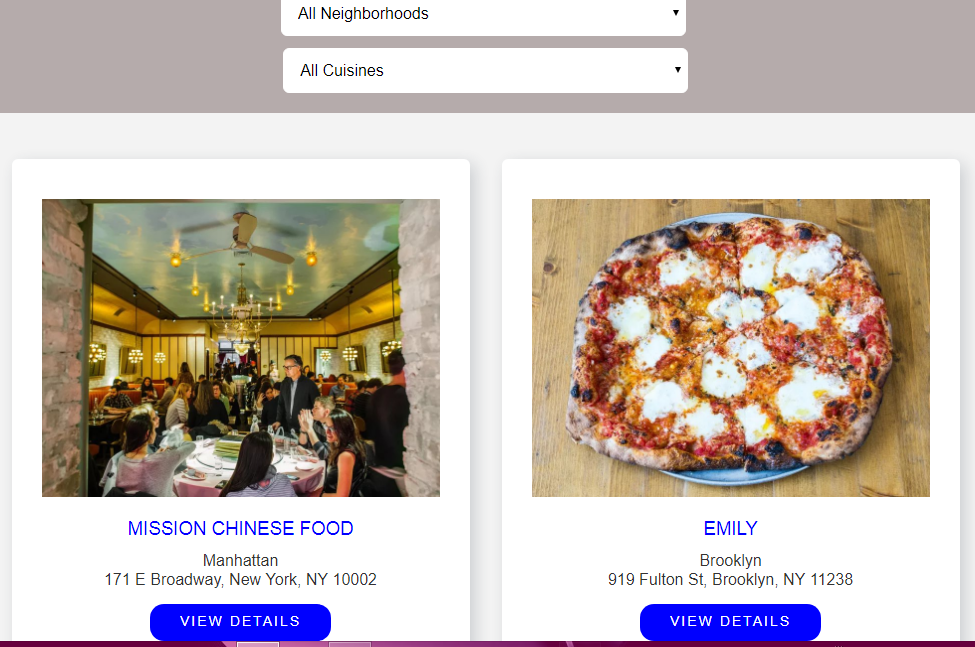 All Neighborhoods
All Cuisines
MISSION CHINESE FOOD
Manhattan
171 E Broadway, New York, NY 10002
VIEW DETAILS
EMILY
Brooklyn
919 Fulton St, Brooklyn, NY 11238
VIEW DETAILS